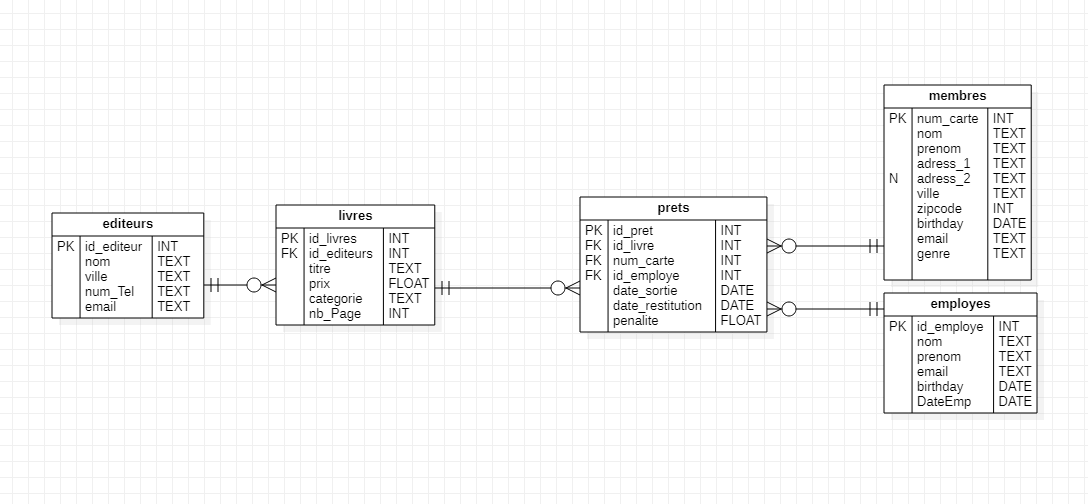 editeurs
PK id_editeur INT
nom TEXT
ville TEXT
num_Tel TEXT
email TEXT
livres
PK id_livres INT
FK id_editeurs INT
titre TEXT
prix FLOAT
categorie TEXT
nb_Page INT
prets
PK id_pret INT
FK id_livre INT
FK num_carte INT
FK id_employe INT
date_sortie DATE
date_restitution DATE
penalite FLOAT
membres
PK num_carte INT
nom TEXT
prenom TEXT
adress_1 TEXT
N adress_2 TEXT
ville TEXT
zipcode INT
birthday DATE
email TEXT
genre TEXT
employes
PK id_employe INT
nom TEXT
prenom TEXT
email TEXT
birthday DATE
DateEmp DATE